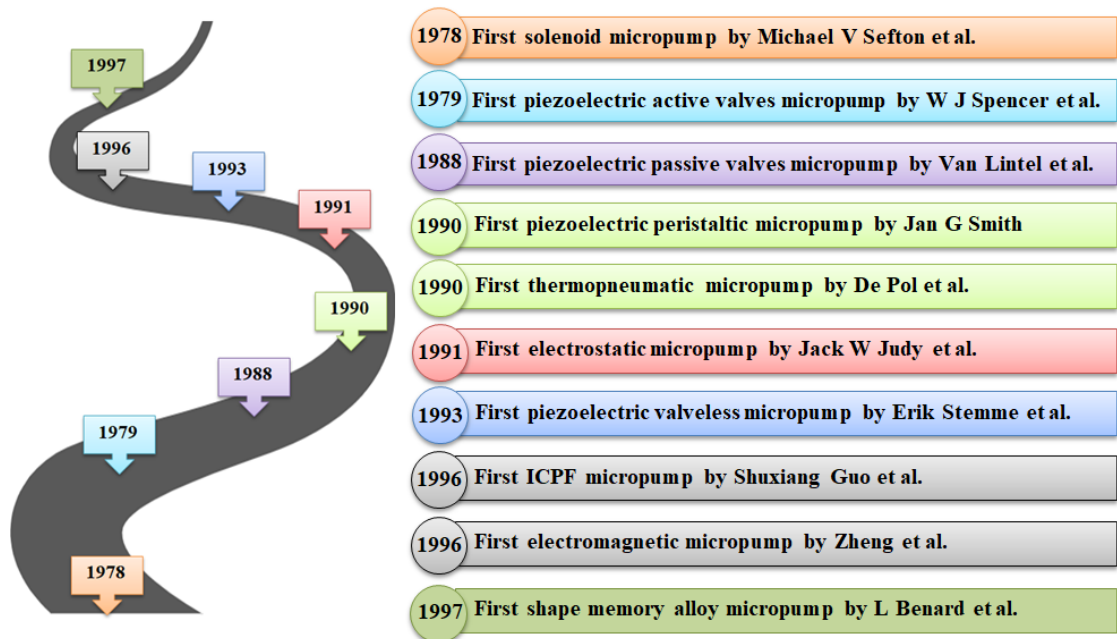 1997
1996
1993
1991
1990
1988
1979
1978
1978 First solenoid micropump by Michael V Sefton et al.
1979 First piezoelectric active valves micropump by W J Spencer et al.
1988 First piezoelectric passive valves micropump by Van Lintel et al.
1990 First piezoelectric peristaltic micropump by Jan G Smith
1990 First thermopneumatic micropump by De Pol et al.
1991 First electrostatic micropump by Jack W Judy et al.
1993 First piezoelectric valveless micropump by Erik Stemme et al.
1996 First ICPF micropump by Shuxiang Guo et al.
1996 First electromagnetic micropump by Zheng et al.
1997 First shape memory alloy micropump by L Benard et al.